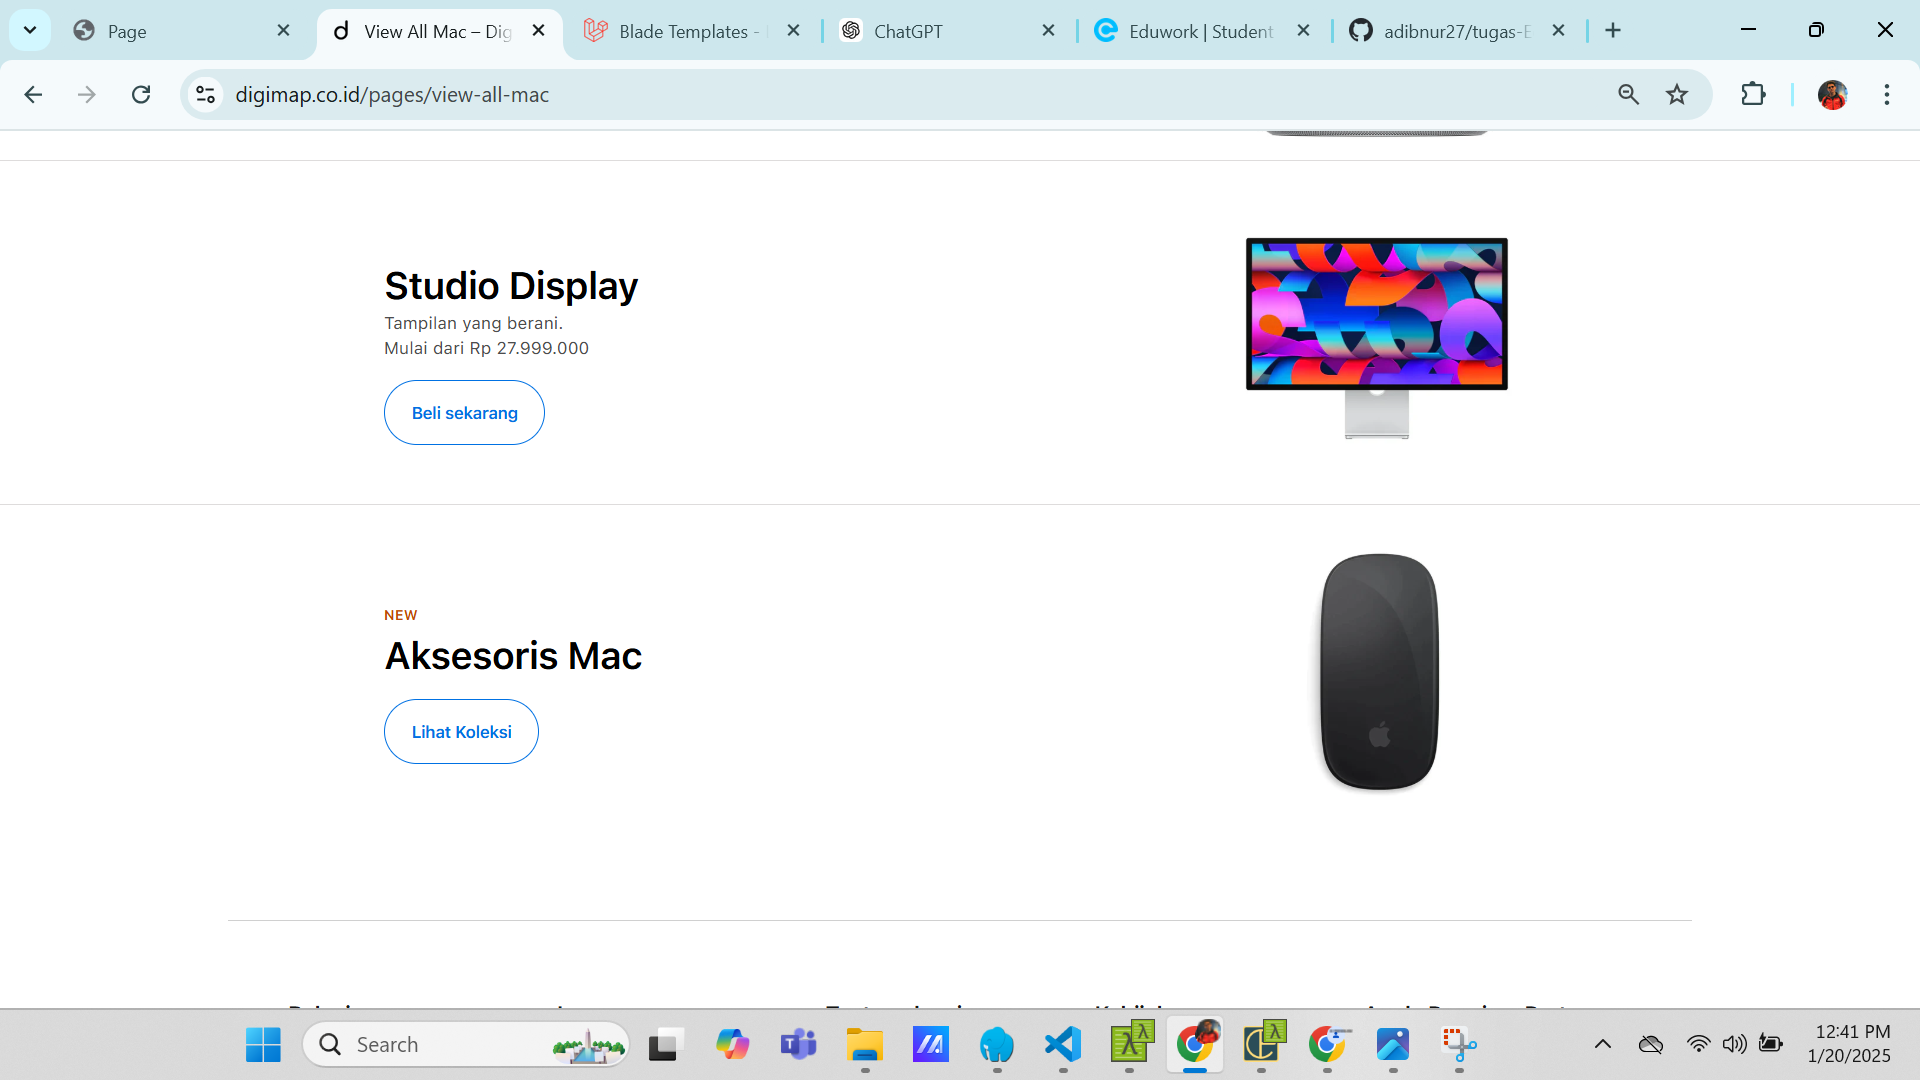 Page
View All Mac – Dig
Blade Templates -
ChatGPT
Eduwork | Student
adibnur27/tugas-E
digimap.co.id/pages/view-all-mac
Studio Display
Tampilan yang berani.
Mulai dari Rp 27.999.000
Beli sekarang
NEW
Aksesoris Mac
Lihat Koleksi
Search
12:41 PM
1/20/2025